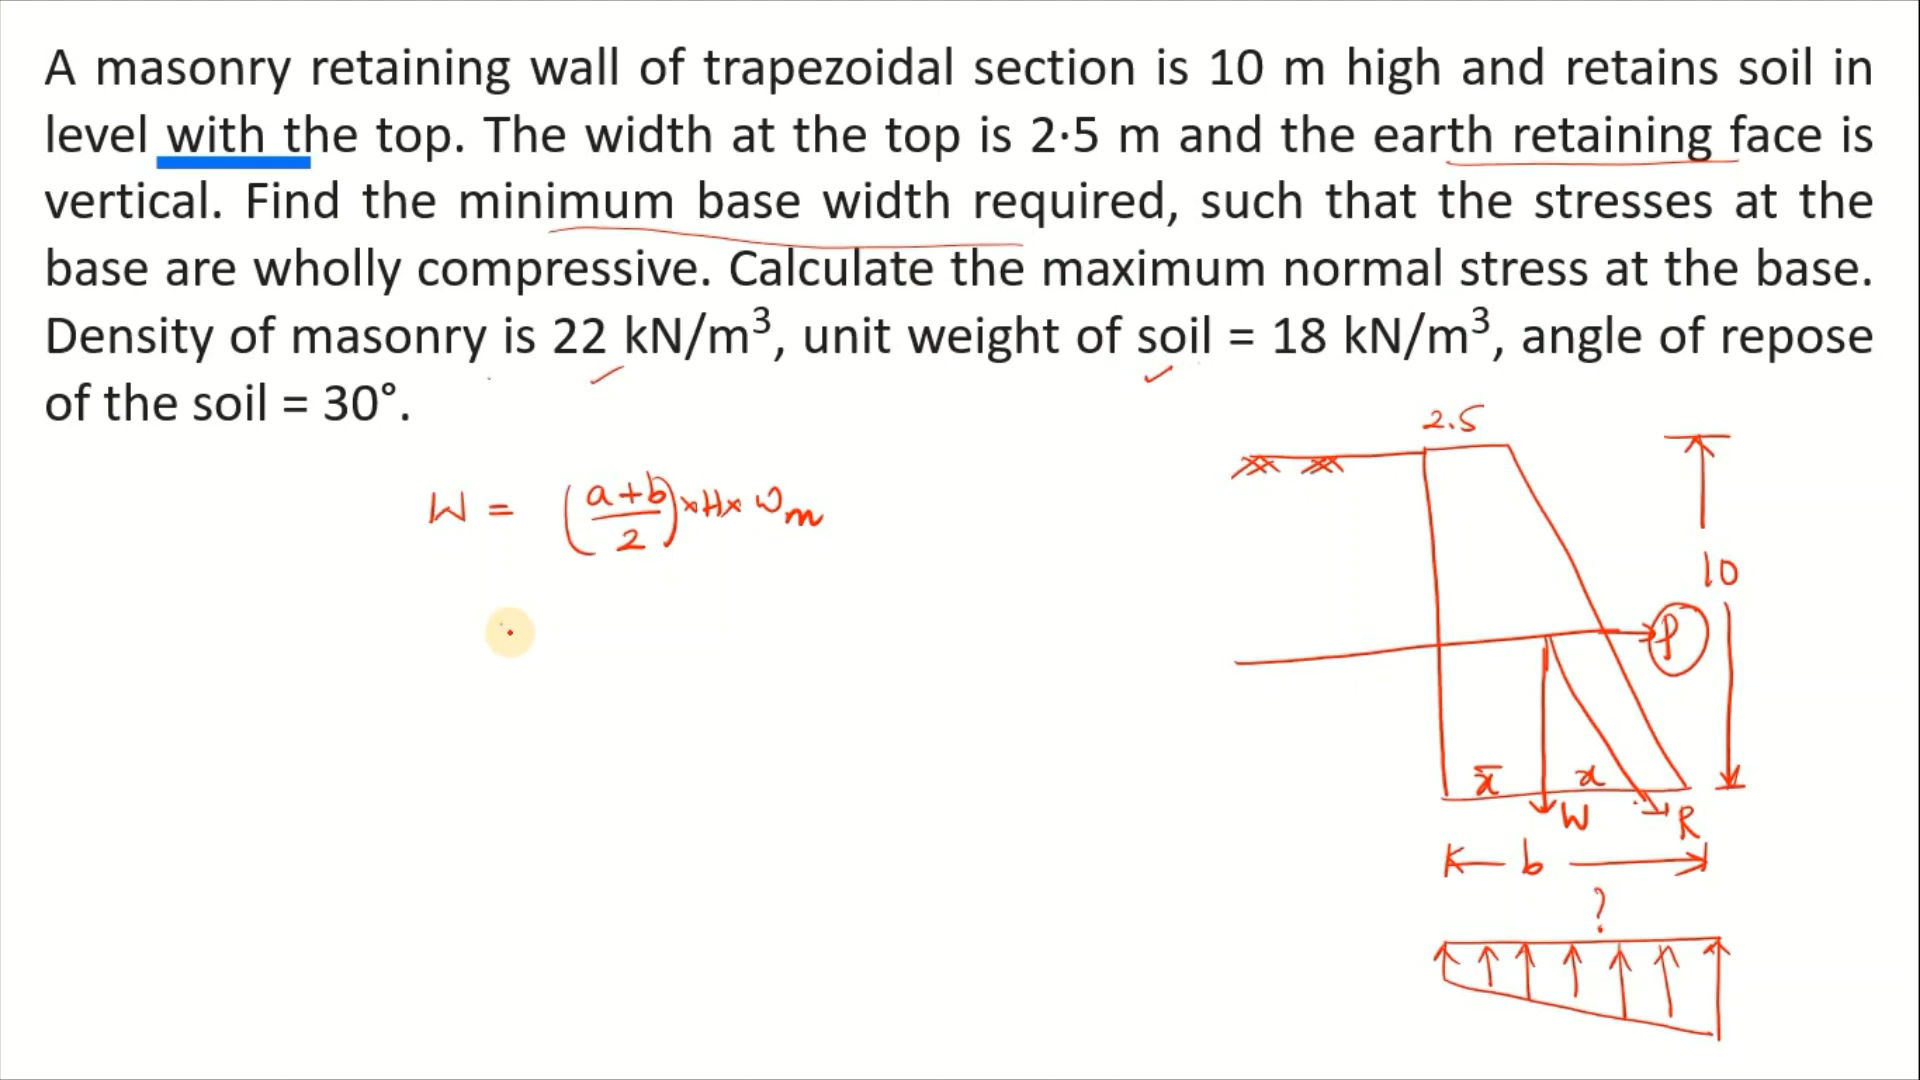 A masonry retaining wall of trapezoidal section is 10 m high and retains soil in
level with the top. The width at the top is 2·5 m and the earth retaining face is
vertical. Find the minimum base width required, such that the stresses at the
base are wholly compressive. Calculate the maximum normal stress at the base.
Density of masonry is 22 kN/m³, unit weight of soil = 18 kN/m³, angle of repose
of the soil = 30°.
2.5
W = (a+b/2)×H×ωm
10
P
x̄ x
W R
b
?